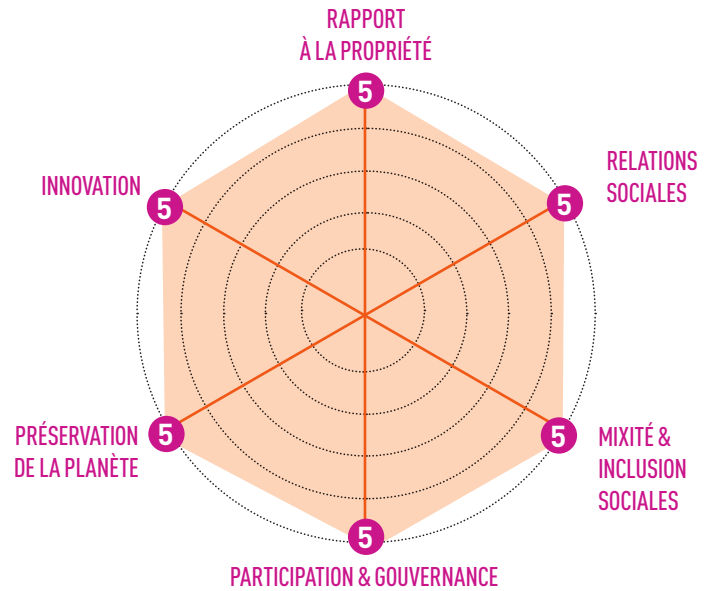 RAPPORT
À LA PROPRIÉTÉ
5
RELATIONS
SOCIALES
5
INNOVATION
5
PRÉSERVATION
DE LA PLANÈTE
5
MIXITÉ &
INCLUSION
SOCIALES
5
5
PARTICIPATION & GOUVERNANCE